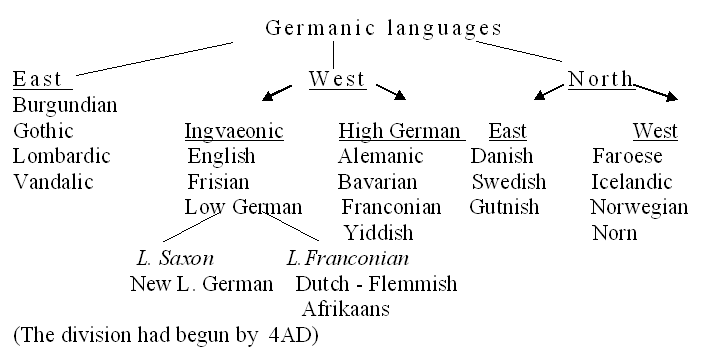 Germanic languages
East West North
Burgundian
Gothic Ingvaeonic High German East West
Lombardic English Alemanic Danish Faroese
Vandalic Frisian Bavarian Swedish Icelandic
Low German Franconian Gutnish Norwegian
Yiddish Norn
L. Saxon L.Franconian
New L. German Dutch - Flemmish
Afrikaans
(The division had begun by 4AD)